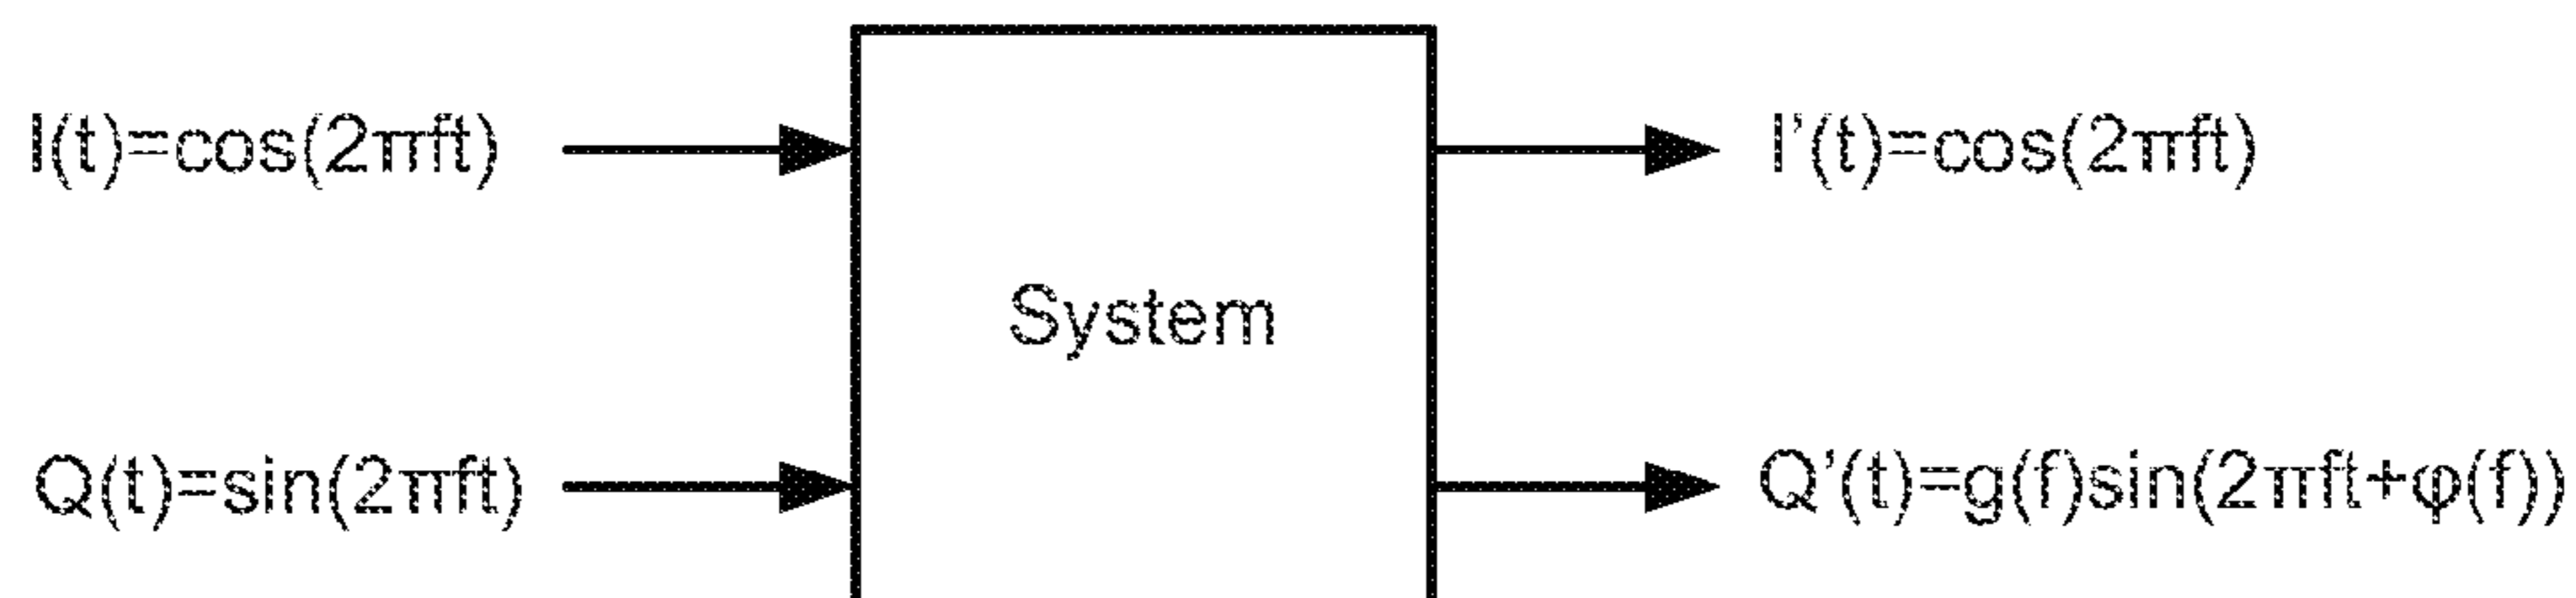 I(t)=cos(2πft)
I’(t)=cos(2πft)
System
Q(t)=sin(2πft)
Q’(t)=g(f)sin(2πft+φ(f))